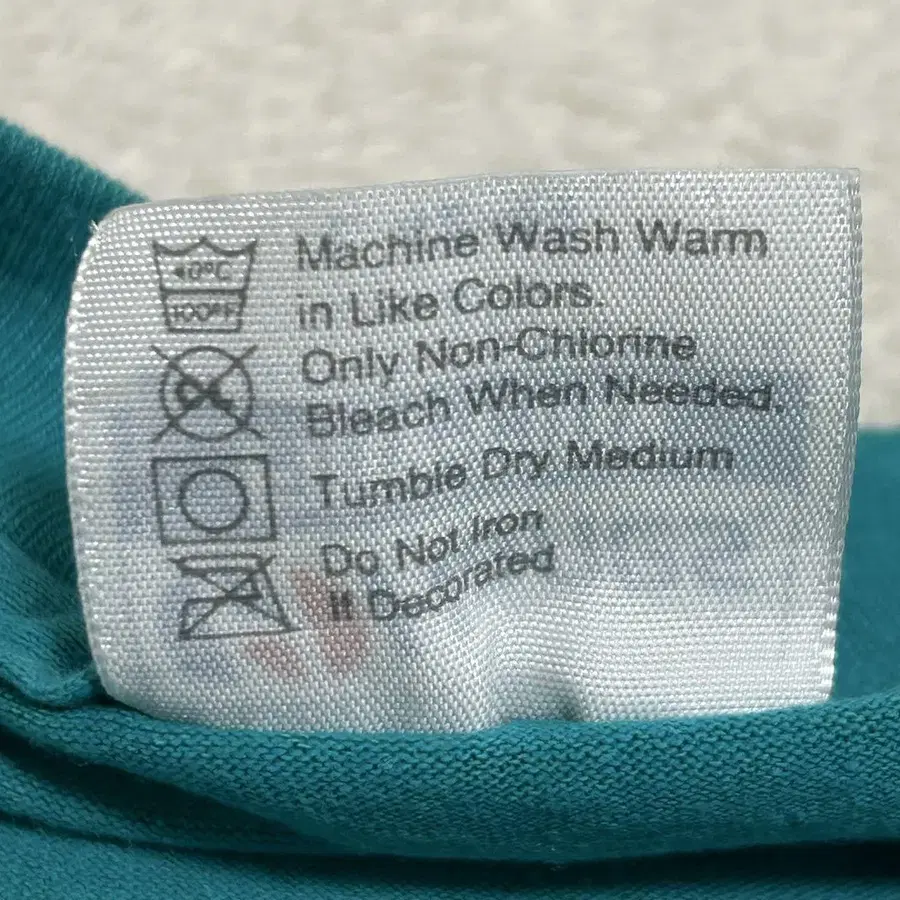 40°C
100°F
Machine Wash Warm
in Like Colors.
Only Non-Chlorine
Bleach When Needed.
Tumble Dry Medium
Do Not Iron
If Decorated